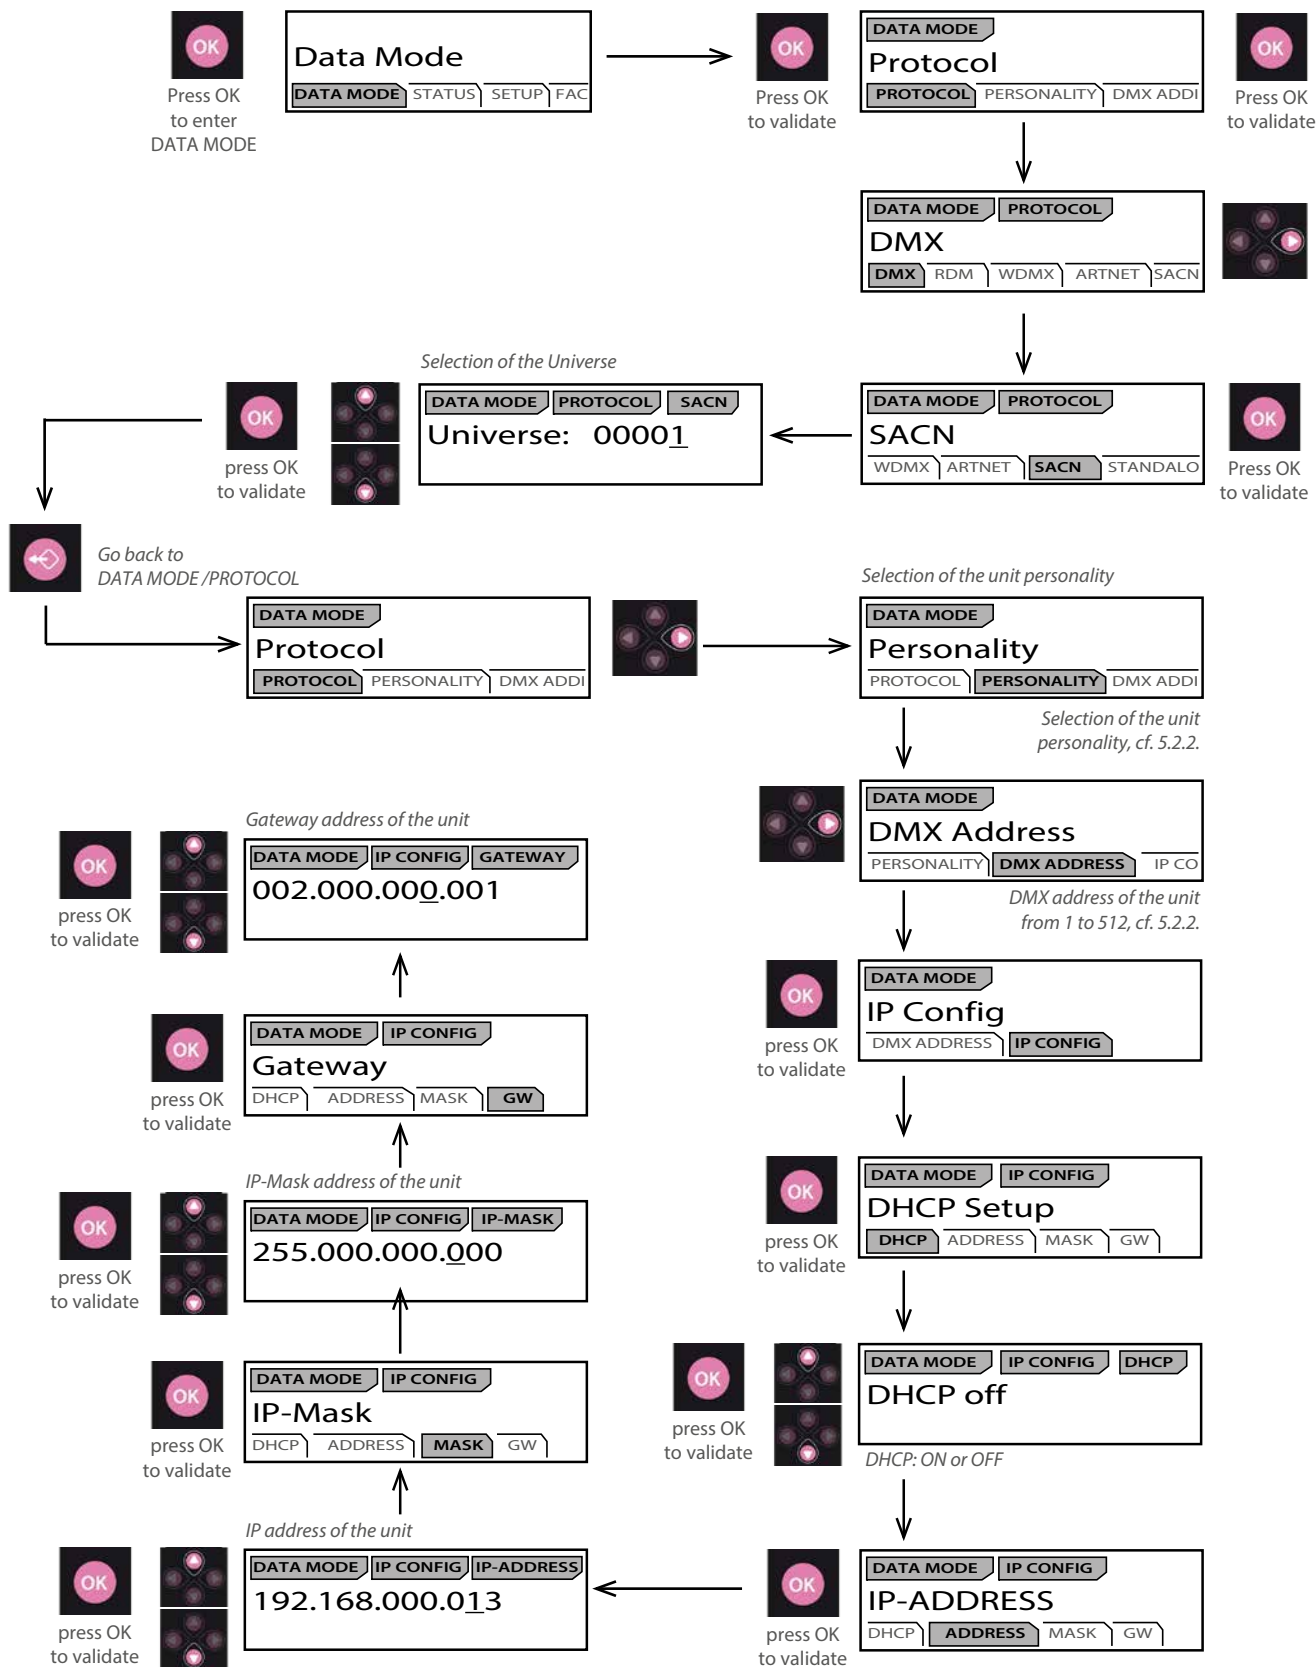 OK
Press OK
to enter
DATA MODE
Data Mode
DATA MODE STATUS SETUP FAC
OK
Press OK
to validate
DATA MODE
Protocol
PROTOCOL PERSONALITY DMX ADDI
OK
Press OK
to validate
DATA MODE PROTOCOL
DMX
DMX RDM WDMX ARTNET SACN
DATA MODE PROTOCOL
SACN
WDMX ARTNET SACN STANDALO
OK
Press OK
to validate
Selection of the Universe
DATA MODE PROTOCOL SACN
Universe: 00001
OK
press OK
to validate
Go back to
DATA MODE /PROTOCOL
DATA MODE
Protocol
PROTOCOL PERSONALITY DMX ADDI
Selection of the unit personality
DATA MODE
Personality
PROTOCOL PERSONALITY DMX ADDI
Selection of the unit
personality, cf. 5.2.2.
DATA MODE
DMX Address
PERSONALITY DMX ADDRESS IP CO
DMX address of the unit
from 1 to 512, cf. 5.2.2.
OK
press OK
to validate
DATA MODE
IP Config
DMX ADDRESS IP CONFIG
OK
press OK
to validate
DATA MODE IP CONFIG
DHCP Setup
DHCP ADDRESS MASK GW
OK
press OK
to validate
DATA MODE IP CONFIG DHCP
DHCP off
DHCP: ON or OFF
OK
press OK
to validate
DATA MODE IP CONFIG
IP-ADDRESS
DHCP ADDRESS MASK GW
IP address of the unit
OK
press OK
to validate
DATA MODE IP CONFIG IP-ADDRESS
192.168.000.013
OK
press OK
to validate
DATA MODE IP CONFIG
IP-Mask
DHCP ADDRESS MASK GW
IP-Mask address of the unit
OK
press OK
to validate
DATA MODE IP CONFIG IP-MASK
255.000.000.000
OK
press OK
to validate
DATA MODE IP CONFIG
Gateway
DHCP ADDRESS MASK GW
Gateway address of the unit
OK
press OK
to validate
DATA MODE IP CONFIG GATEWAY
002.000.000.001